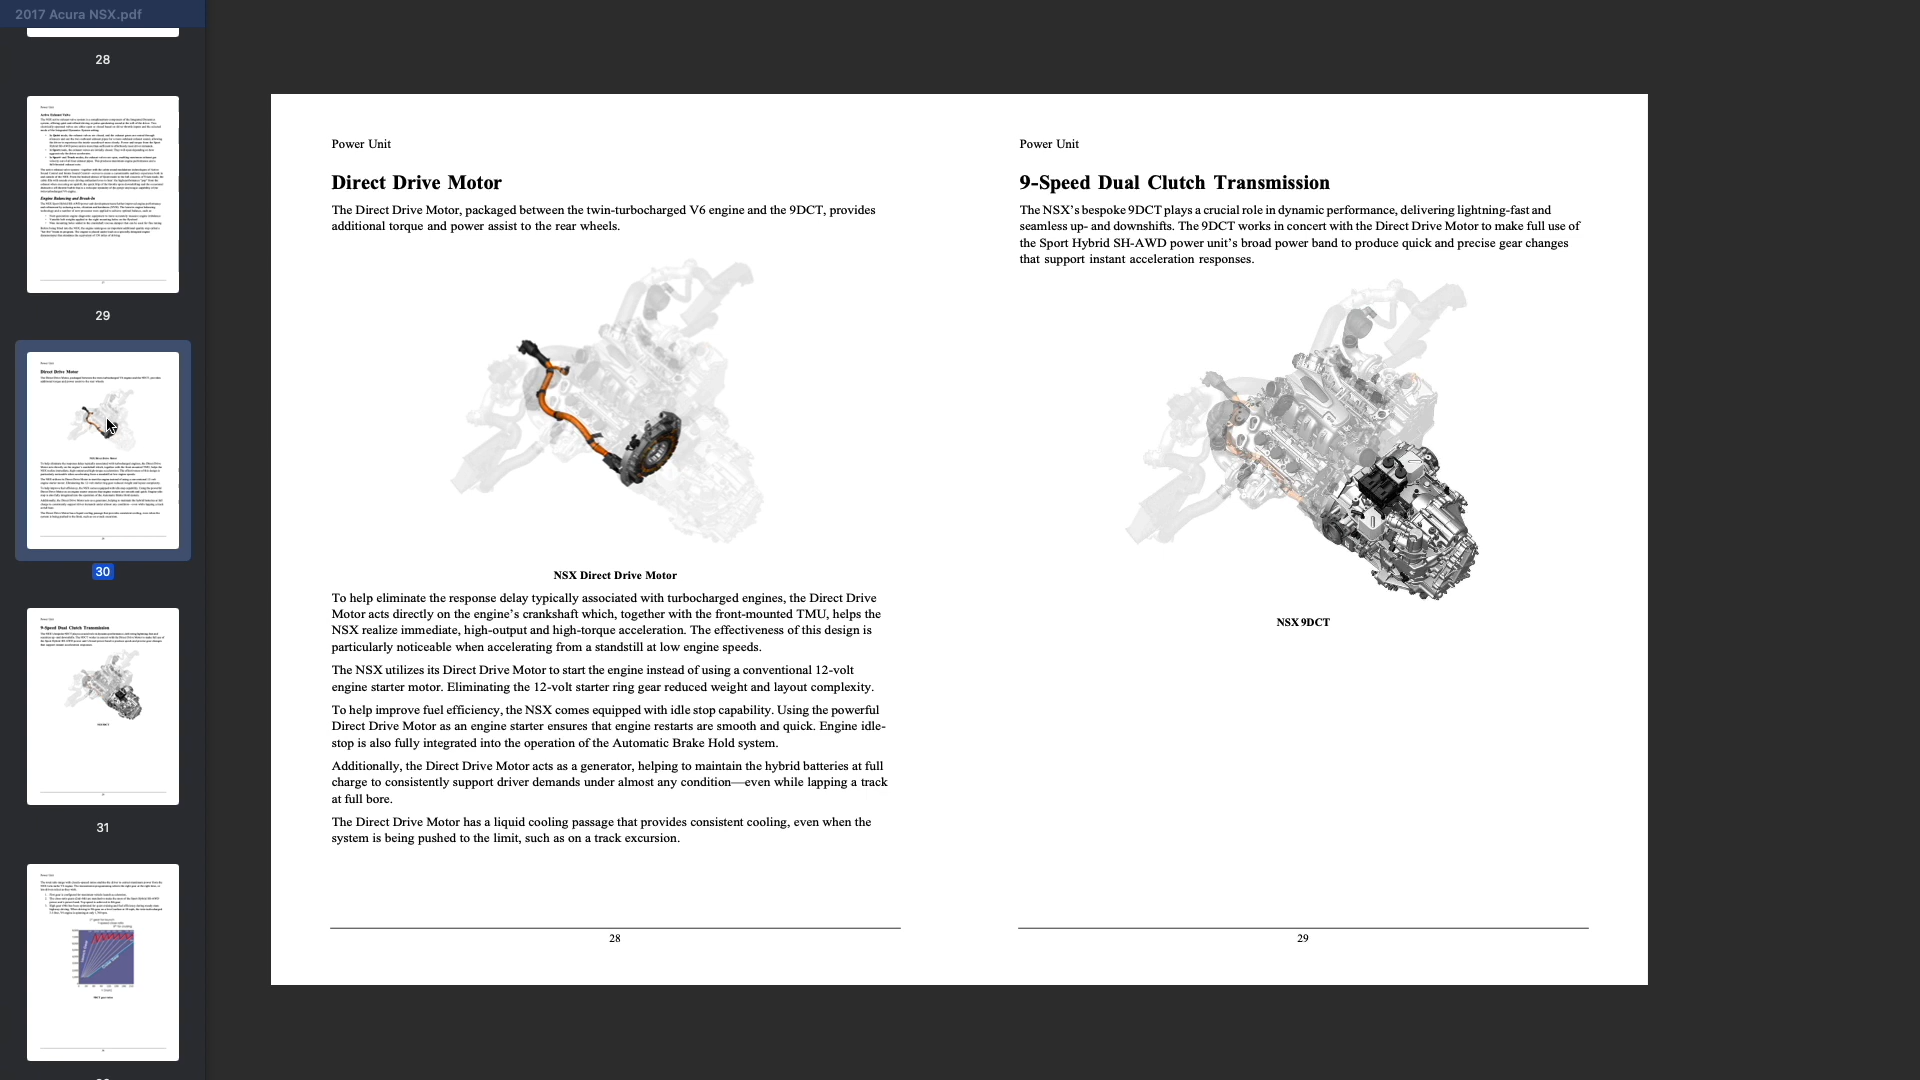 2017 Acura NSX.pdf
28
29
30
31
Direct Drive Motor
9-Speed Dual Clutch Transmission
Power Unit
Direct Drive Motor
The Direct Drive Motor, packaged between the twin-turbocharged V6 engine and the 9DCT, provides
additional torque and power assist to the rear wheels.
NSX Direct Drive Motor
To help eliminate the response delay typically associated with turbocharged engines, the Direct Drive
Motor acts directly on the engine’s crankshaft which, together with the front-mounted TMU, helps the
NSX realize immediate, high-output and high-torque acceleration. The effectiveness of this design is
particularly noticeable when accelerating from a standstill at low engine speeds.
The NSX utilizes its Direct Drive Motor to start the engine instead of using a conventional 12-volt
engine starter motor. Eliminating the 12-volt starter ring gear reduced weight and layout complexity.
To help improve fuel efficiency, the NSX comes equipped with idle stop capability. Using the powerful
Direct Drive Motor as an engine starter ensures that engine restarts are smooth and quick. Engine idle-
stop is also fully integrated into the operation of the Automatic Brake Hold system.
Additionally, the Direct Drive Motor acts as a generator, helping to maintain the hybrid batteries at full
charge to consistently support driver demands under almost any condition—even while lapping a track
at full bore.
The Direct Drive Motor has a liquid cooling passage that provides consistent cooling, even when the
system is being pushed to the limit, such as on a track excursion.
28
Power Unit
9-Speed Dual Clutch Transmission
The NSX’s bespoke 9DCT plays a crucial role in dynamic performance, delivering lightning-fast and
seamless up- and downshifts. The 9DCT works in concert with the Direct Drive Motor to make full use of
the Sport Hybrid SH-AWD power unit’s broad power band to produce quick and precise gear changes
that support instant acceleration responses.
NSX 9DCT
29